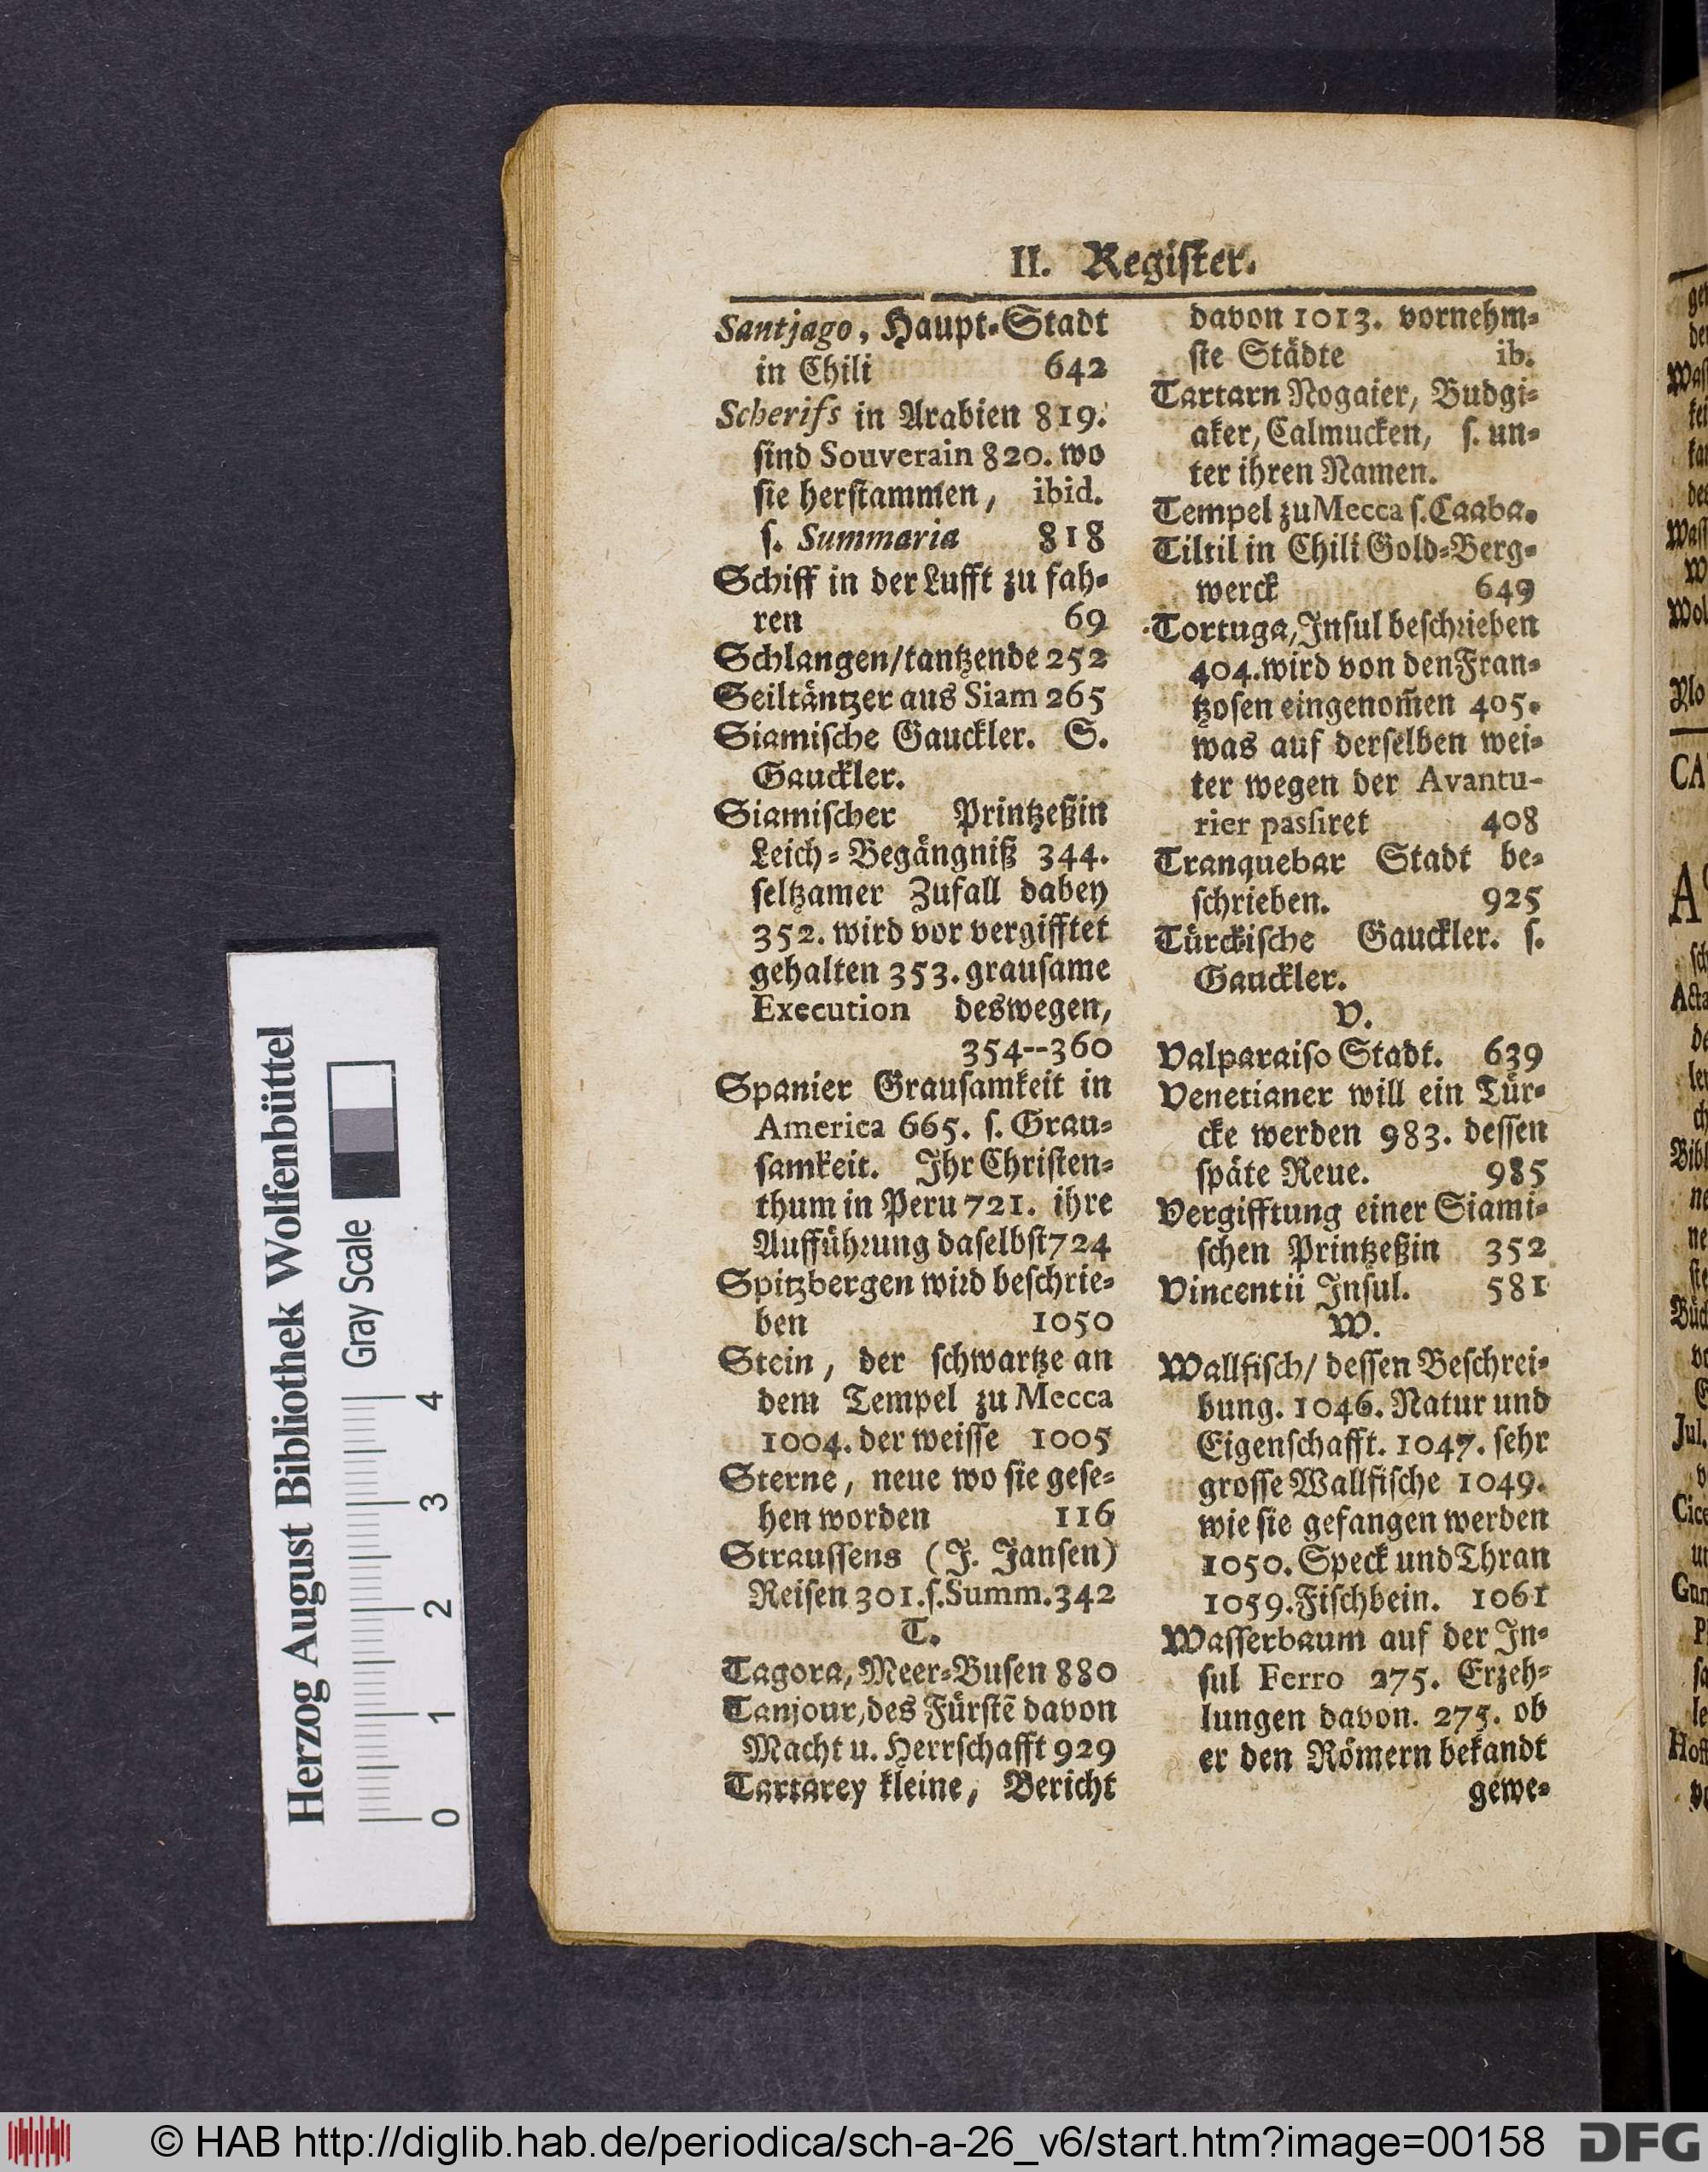 II. Regiſter.
Santjago, Haupt-Stadt
in Chili 642
Scherifs in Arabien 819.
ſind Souverain 820. wo
ſie herſtammen, ibid.
ſ. Summaria 818
Schiff in der Lufft zu fah-
ren 69
Schlangen/tantzende 252
Seiltäntzer aus Siam 265
Siamiſche Gauckler. S.
Gauckler.
Siamiſcher Printzeßin
Leich-Begängniß 344.
ſeltzamer Zufall dabey
352. wird vor vergifftet
gehalten 353. grauſame
Execution deswegen,
354--360
Spanier Grauſamkeit in
America 665. ſ. Grau-
ſamkeit. Ihr Chriſten-
thum in Peru 721. ihre
Aufführung daſelbſt 724
Spitzbergen wird beſchrie-
ben 1050
Stein, der ſchwartze an
dem Tempel zu Mecca
1004. der weiſſe 1005
Sterne, neue wo ſie geſe-
hen worden 116
Strauſſens (J. Janſen)
Reiſen 301. ſ. Summ. 342
T.
Tagora, Meer-Buſen 880
Tanjour, des Fürſtē davon
Macht u. Herrſchafft 929
Tartarey kleine, Bericht
davon 1013. vornehm-
ſte Städte ib.
Tartarn Nogaier, Budgi-
aker, Calmucken, ſ. un-
ter ihren Namen.
Tempel zu Mecca ſ. Caaba.
Tiltil in Chili Gold-Berg-
werck 649
Tortuga, Inſul beſchrieben
404. wird von den Fran-
tzoſen eingenom̃en 405.
was auf derſelben wei-
ter wegen der Avantu-
rier paſſiret 408
Tranquebar Stadt be-
ſchrieben. 925
Türckiſche Gauckler. ſ.
Gauckler.
V.
Valparaiſo Stadt. 639
Venetianer will ein Tür-
cke werden 983. deſſen
ſpäte Reue. 985
Vergifftung einer Siami-
ſchen Printzeßin 352
Vincentii Inſul. 581
W.
Wallfiſch/ deſſen Beſchrei-
bung. 1046. Natur und
Eigenſchafft. 1047. ſehr
groſſe Wallfiſche 1049.
wie ſie gefangen werden
1050. Speck und Thran
1059. Fiſchbein. 1061
Waſſerbaum auf der In-
ſul Ferro 275. Erzeh-
lungen davon. 275. ob
er den Römern bekandt
gewe-
Herzog August Bibliothek Wolfenbüttel
Gray Scale
0 1 2 3 4
© HAB http://diglib.hab.de/periodica/sch-a-26_v6/start.htm?image=00158
DFG